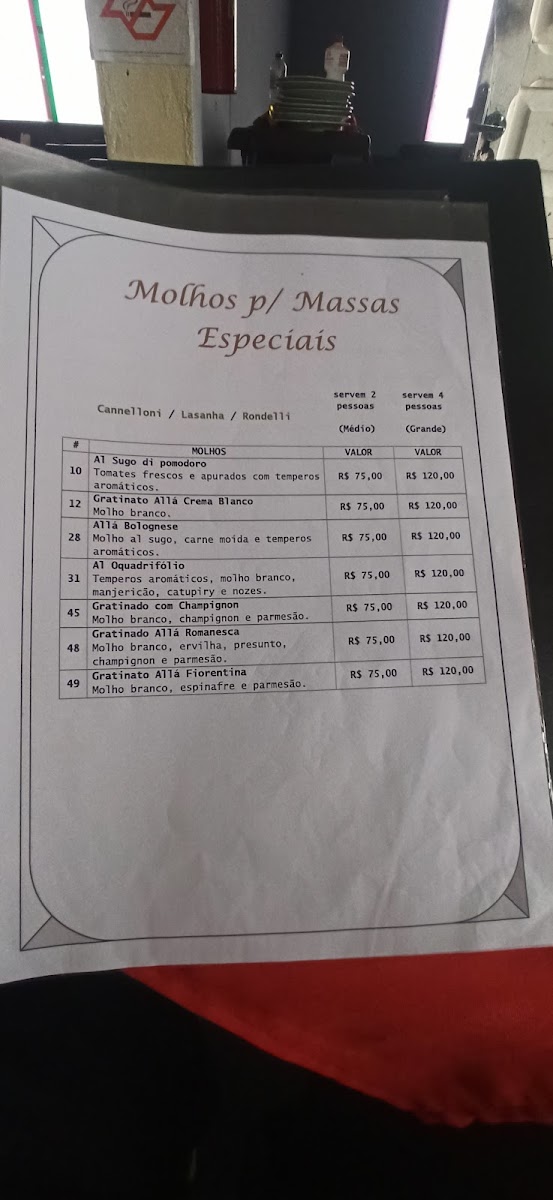 Molhos p/ Massas
Especiais
Cannelloni / Lasanha / Rondelli
servem 2
pessoas
(Médio)
servem 4
pessoas
(Grande)
# MOLHOS VALOR VALOR
10 Al Sugo di pomodoro
Tomates frescos e apurados com temperos
aromáticos. R$ 75,00 R$ 120,00
12 Gratinato Allá Crema Blanco
Molho branco. R$ 75,00 R$ 120,00
28 Allá Bolognese
Molho al sugo, carne moida e temperos
aromáticos. R$ 75,00 R$ 120,00
31 Al Oquadrifólio
Temperos aromáticos, molho branco,
manjericão, catupiry e nozes. R$ 75,00 R$ 120,00
45 Gratinado com Champignon
Molho branco, champignon e parmesão. R$ 75,00 R$ 120,00
48 Gratinado Allá Romanesca
Molho branco, ervilha, presunto,
champignon e parmesão. R$ 75,00 R$ 120,00
49 Gratinato Allá Fiorentina
Molho branco, espinafre e parmesão. R$ 75,00 R$ 120,00